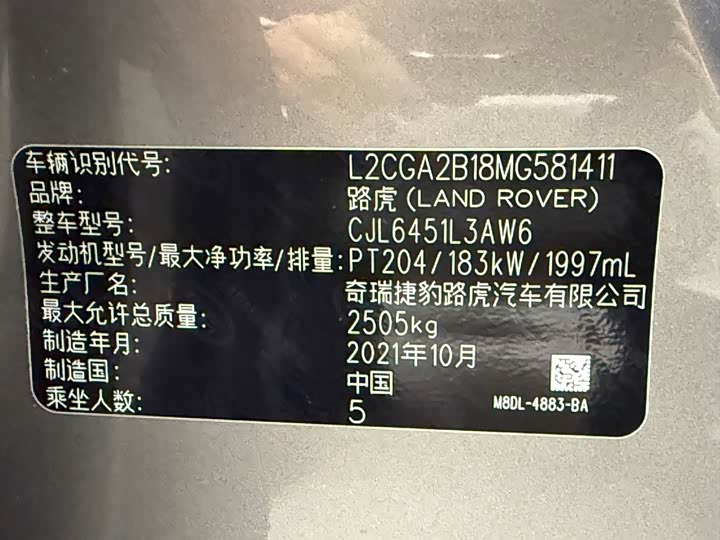 车辆识别代号: L2CGA2B18MG581411
品牌: 路虎 (LAND ROVER)
整车型号: CJL6451L3AW6
发动机型号/最大净功率/排量: PT204/183kW/1997mL
生产厂名: 奇瑞捷豹路虎汽车有限公司
最大允许总质量: 2505kg
制造年月: 2021年10月
制造国: 中国
乘坐人数: 5
M8DL-4883-BA